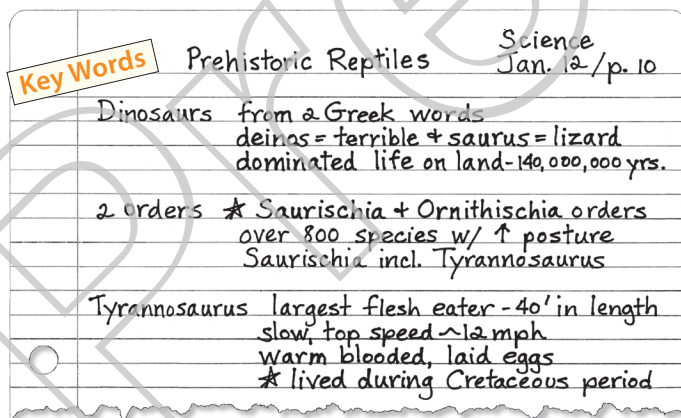 Key Words
Prehistoric Reptiles Science
Jan. 12/p. 10
Dinosaurs from 2 Greek words
deinos = terrible + saurus = lizard
dominated life on land - 140,000,000 yrs.
2 orders ★ Saurischia + Ornithischia orders
over 800 species w/ ↑ posture
Saurischia incl. Tyrannosaurus
Tyrannosaurus largest flesh eater - 40' in length
slow, top speed ~12 mph
warm blooded, laid eggs
★ lived during Cretaceous period